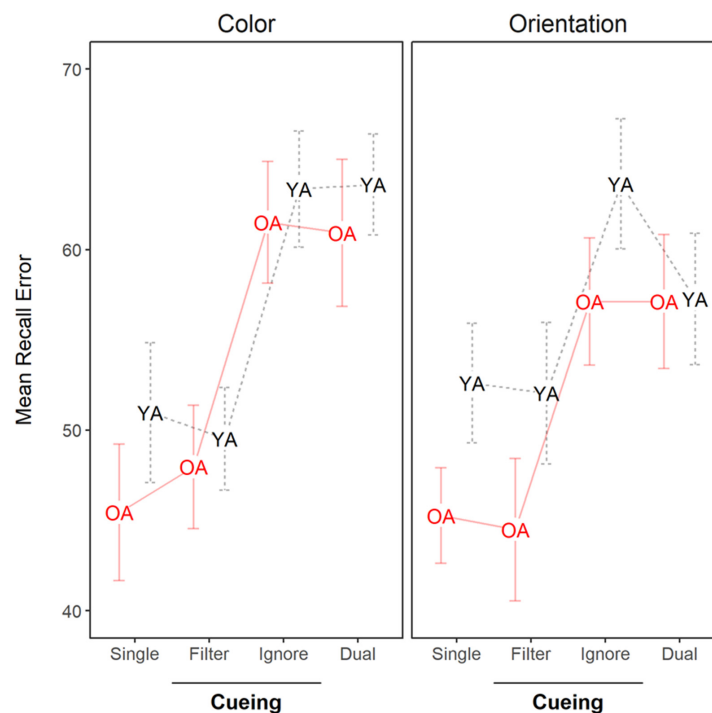 Color Orientation
Mean Recall Error
70
60
50
40
YA
YA
YA
YA
OA
OA
OA
OA
YA
YA
YA
YA
OA
OA
OA
OA
Single Filter Ignore Dual Single Filter Ignore Dual
Cueing Cueing